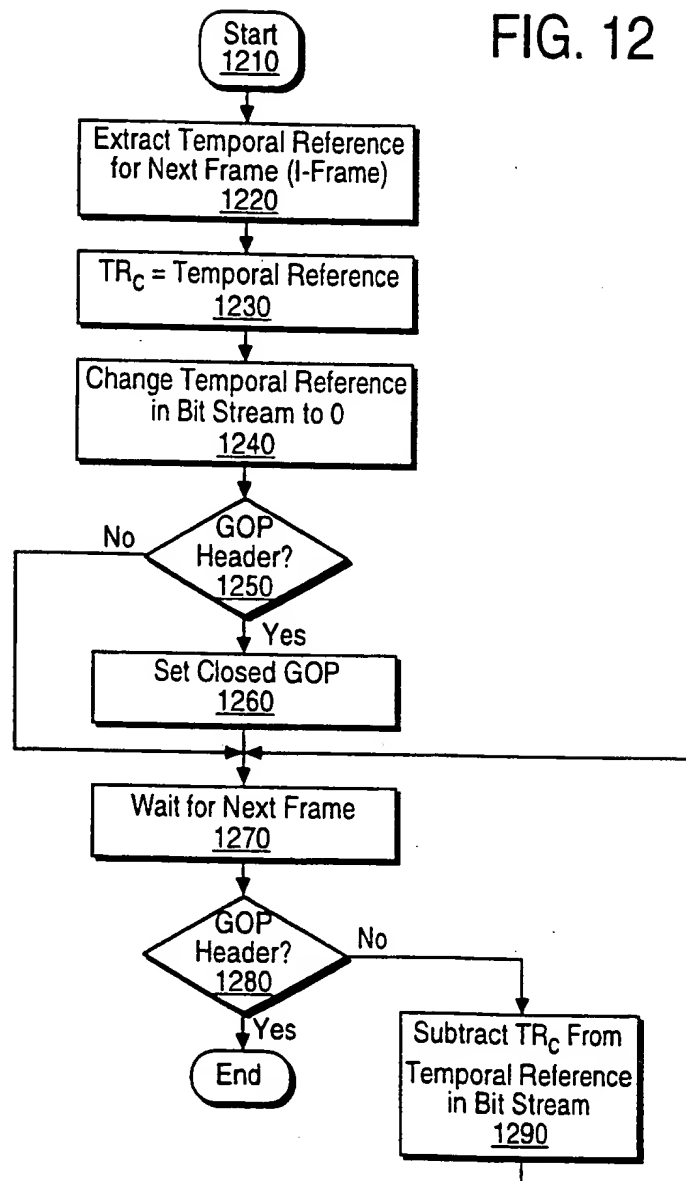 FIG. 12
Start
1210
Extract Temporal Reference
for Next Frame (I-Frame)
1220
TRC = Temporal Reference
1230
Change Temporal Reference
in Bit Stream to 0
1240
GOP
Header?
1250
No
Yes
Set Closed GOP
1260
Wait for Next Frame
1270
GOP
Header?
1280
No
Yes
End
Subtract TRC From
Temporal Reference
in Bit Stream
1290